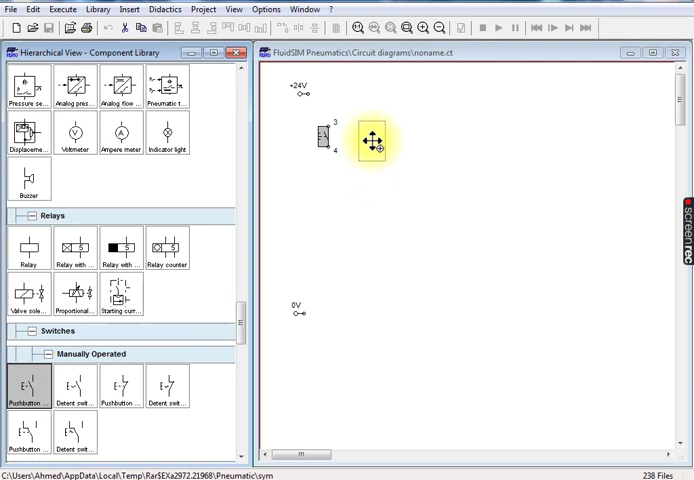 File Edit Execute Library Insert Didactics Project View Options Window ?
Hierarchical View - Component Library
FluidSIM Pneumatics\Circuit diagrams\noname.ct
Pressure se... Analog pres... Analog flow ... Pneumatic t...
Displaceme... Voltmeter Ampere meter Indicator light
Buzzer
Relays
Relay Relay with ... Relay with ... Relay counter
Valve sole... Proportional... Starting curr...
Switches
Manually Operated
Pushbutton ... Detent swit... Pushbutton ... Detent swit...
Pushbutton ... Detent swit...
+24V
3
4
0V
screenrec
C:\Users\Ahmed\AppData\Local\Temp\Rar$EXa2972.21968\Pneumatic\sym
238 Files